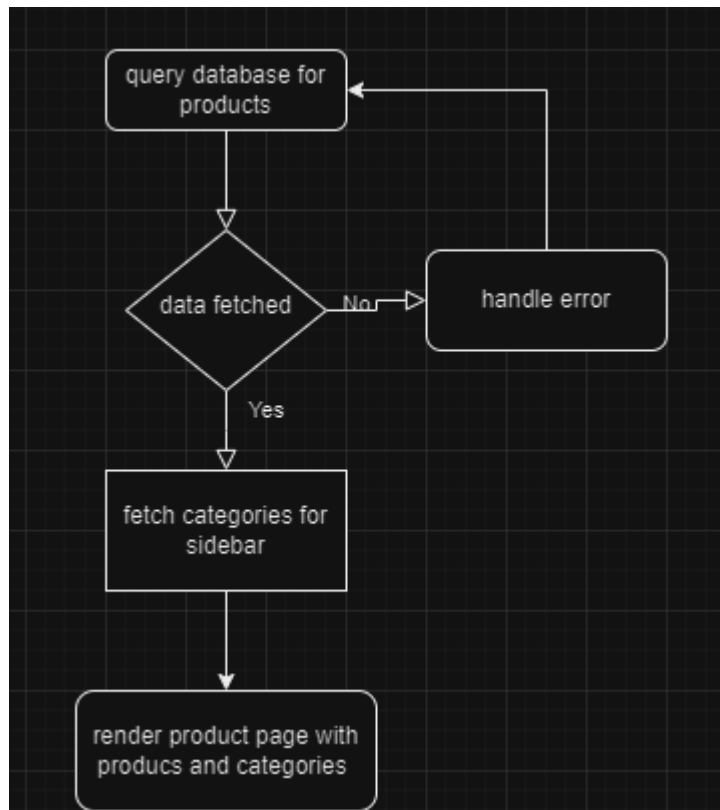 query database for
products
data fetched
No
handle error
Yes
fetch categories for
sidebar
render product page with
producs and categories